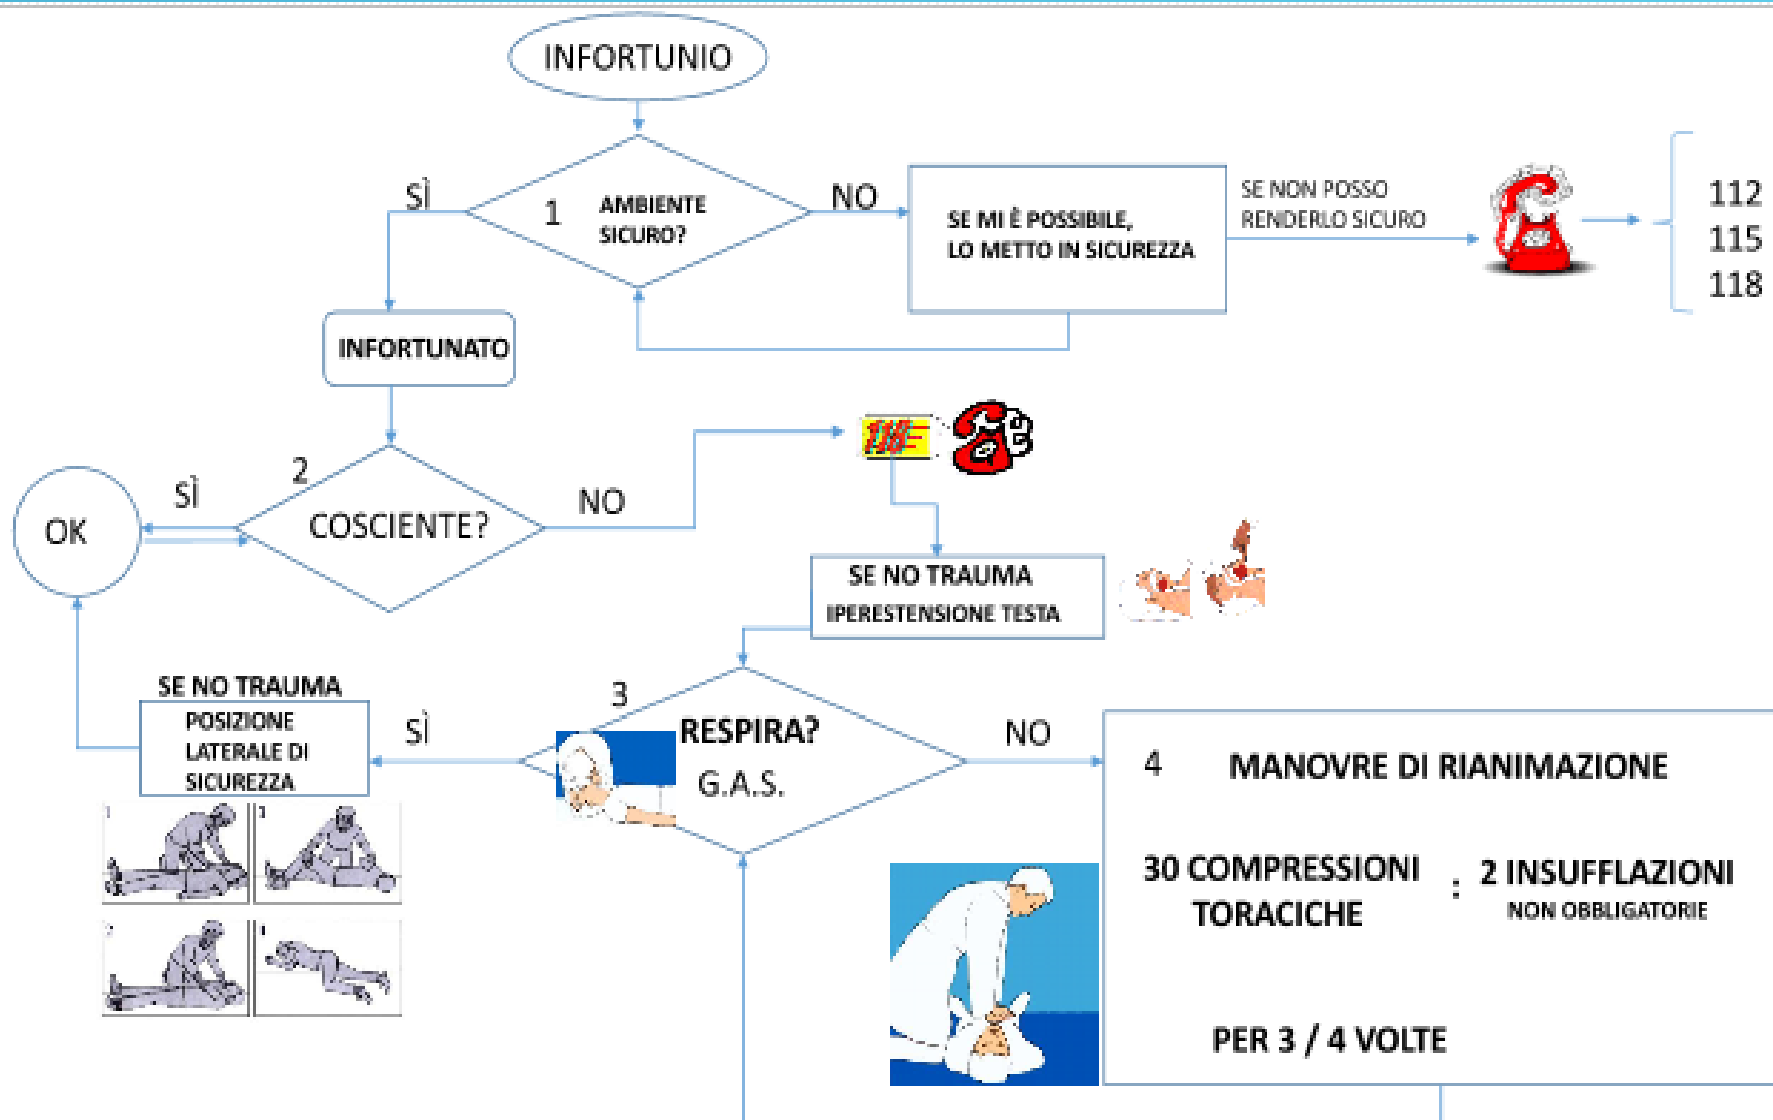 INFORTUNIO
SÌ
1
AMBIENTE
SICURO?
NO
SE MI È POSSIBILE,
LO METTO IN SICUREZZA
SE NON POSSO
RENDERLO SICURO
112
115
118
INFORTUNATO
118
2
SÌ
NO
OK
COSCIENTE?
SE NO TRAUMA
IPERESTENSIONE TESTA
SE NO TRAUMA
POSIZIONE
LATERALE DI
SICUREZZA
SÌ
3
RESPIRA?
G.A.S.
NO
4 MANOVRE DI RIANIMAZIONE
30 COMPRESSIONI
TORACICHE
:
2 INSUFFLAZIONI
NON OBBLIGATORIE
PER 3 / 4 VOLTE